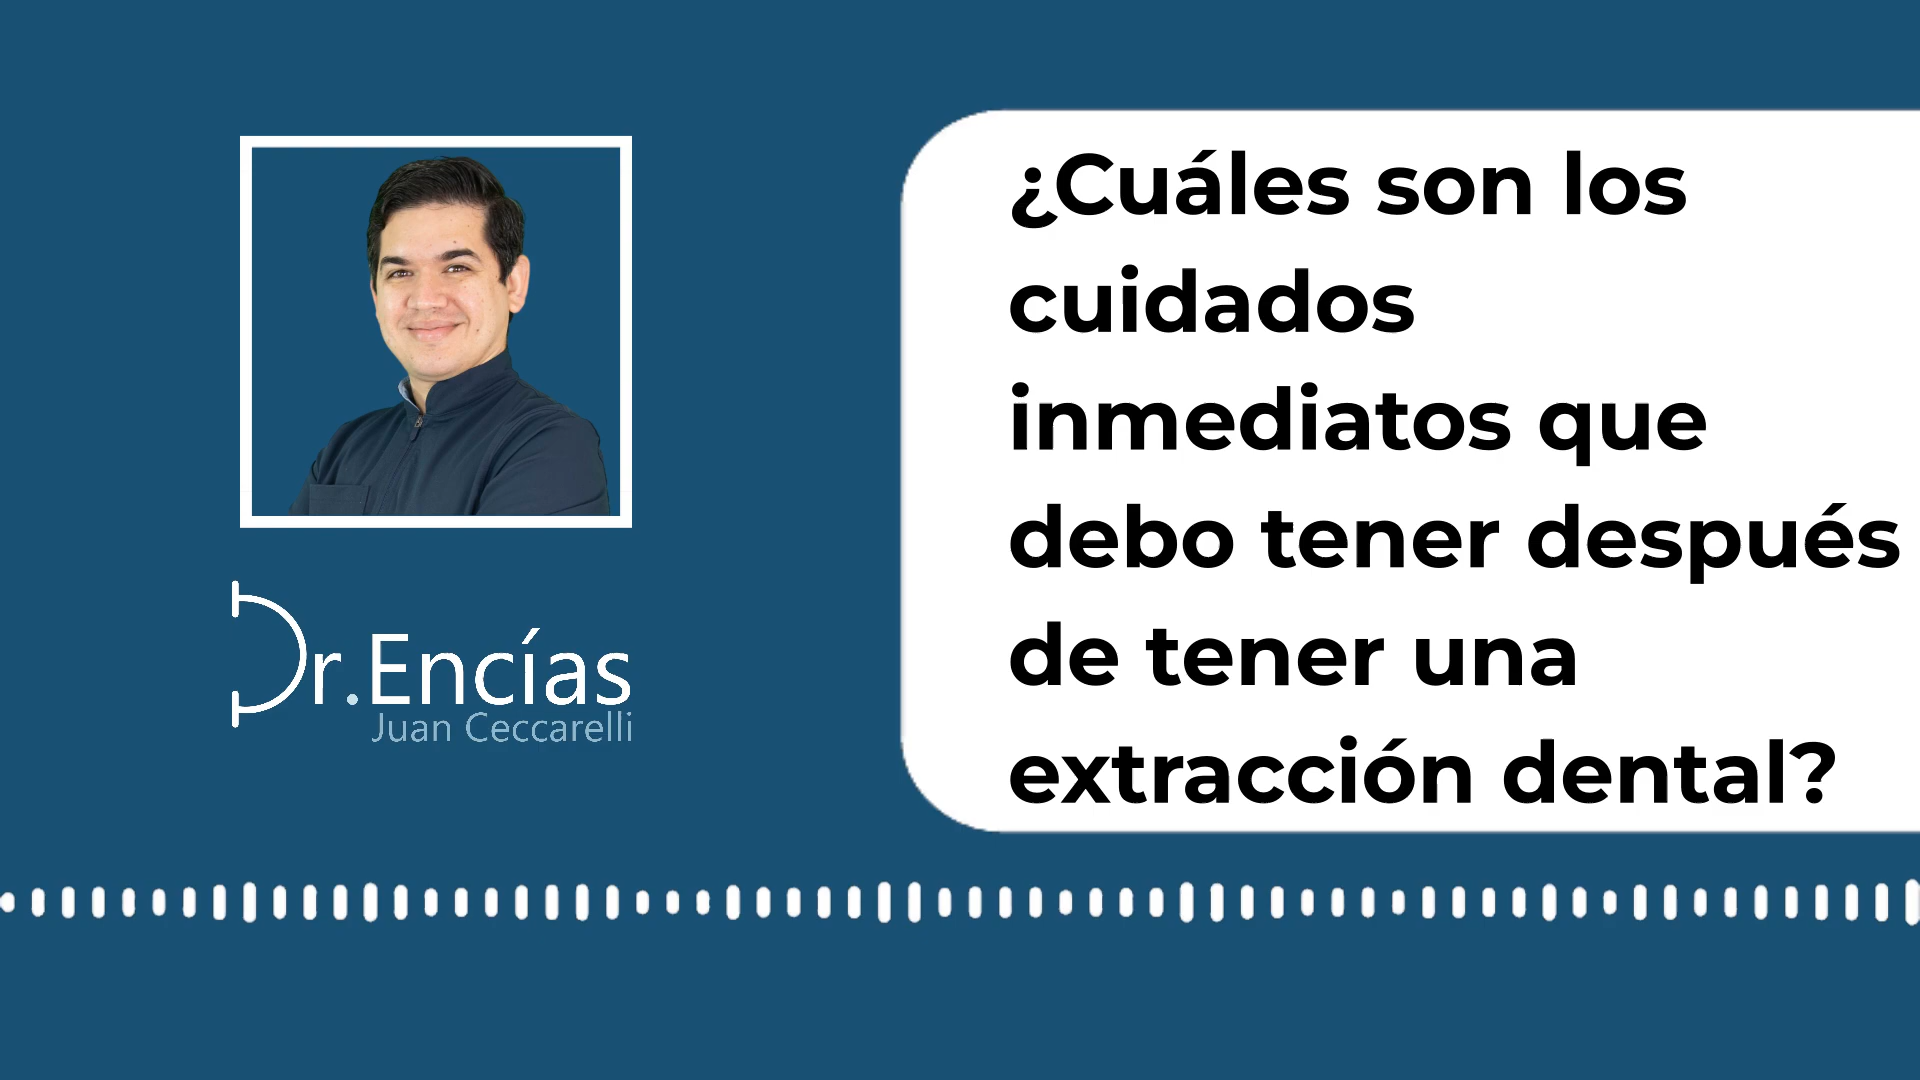 Dr.Encías
Juan Ceccarelli
¿Cuáles son los
cuidados
inmediatos que
debo tener después
de tener una
extracción dental?